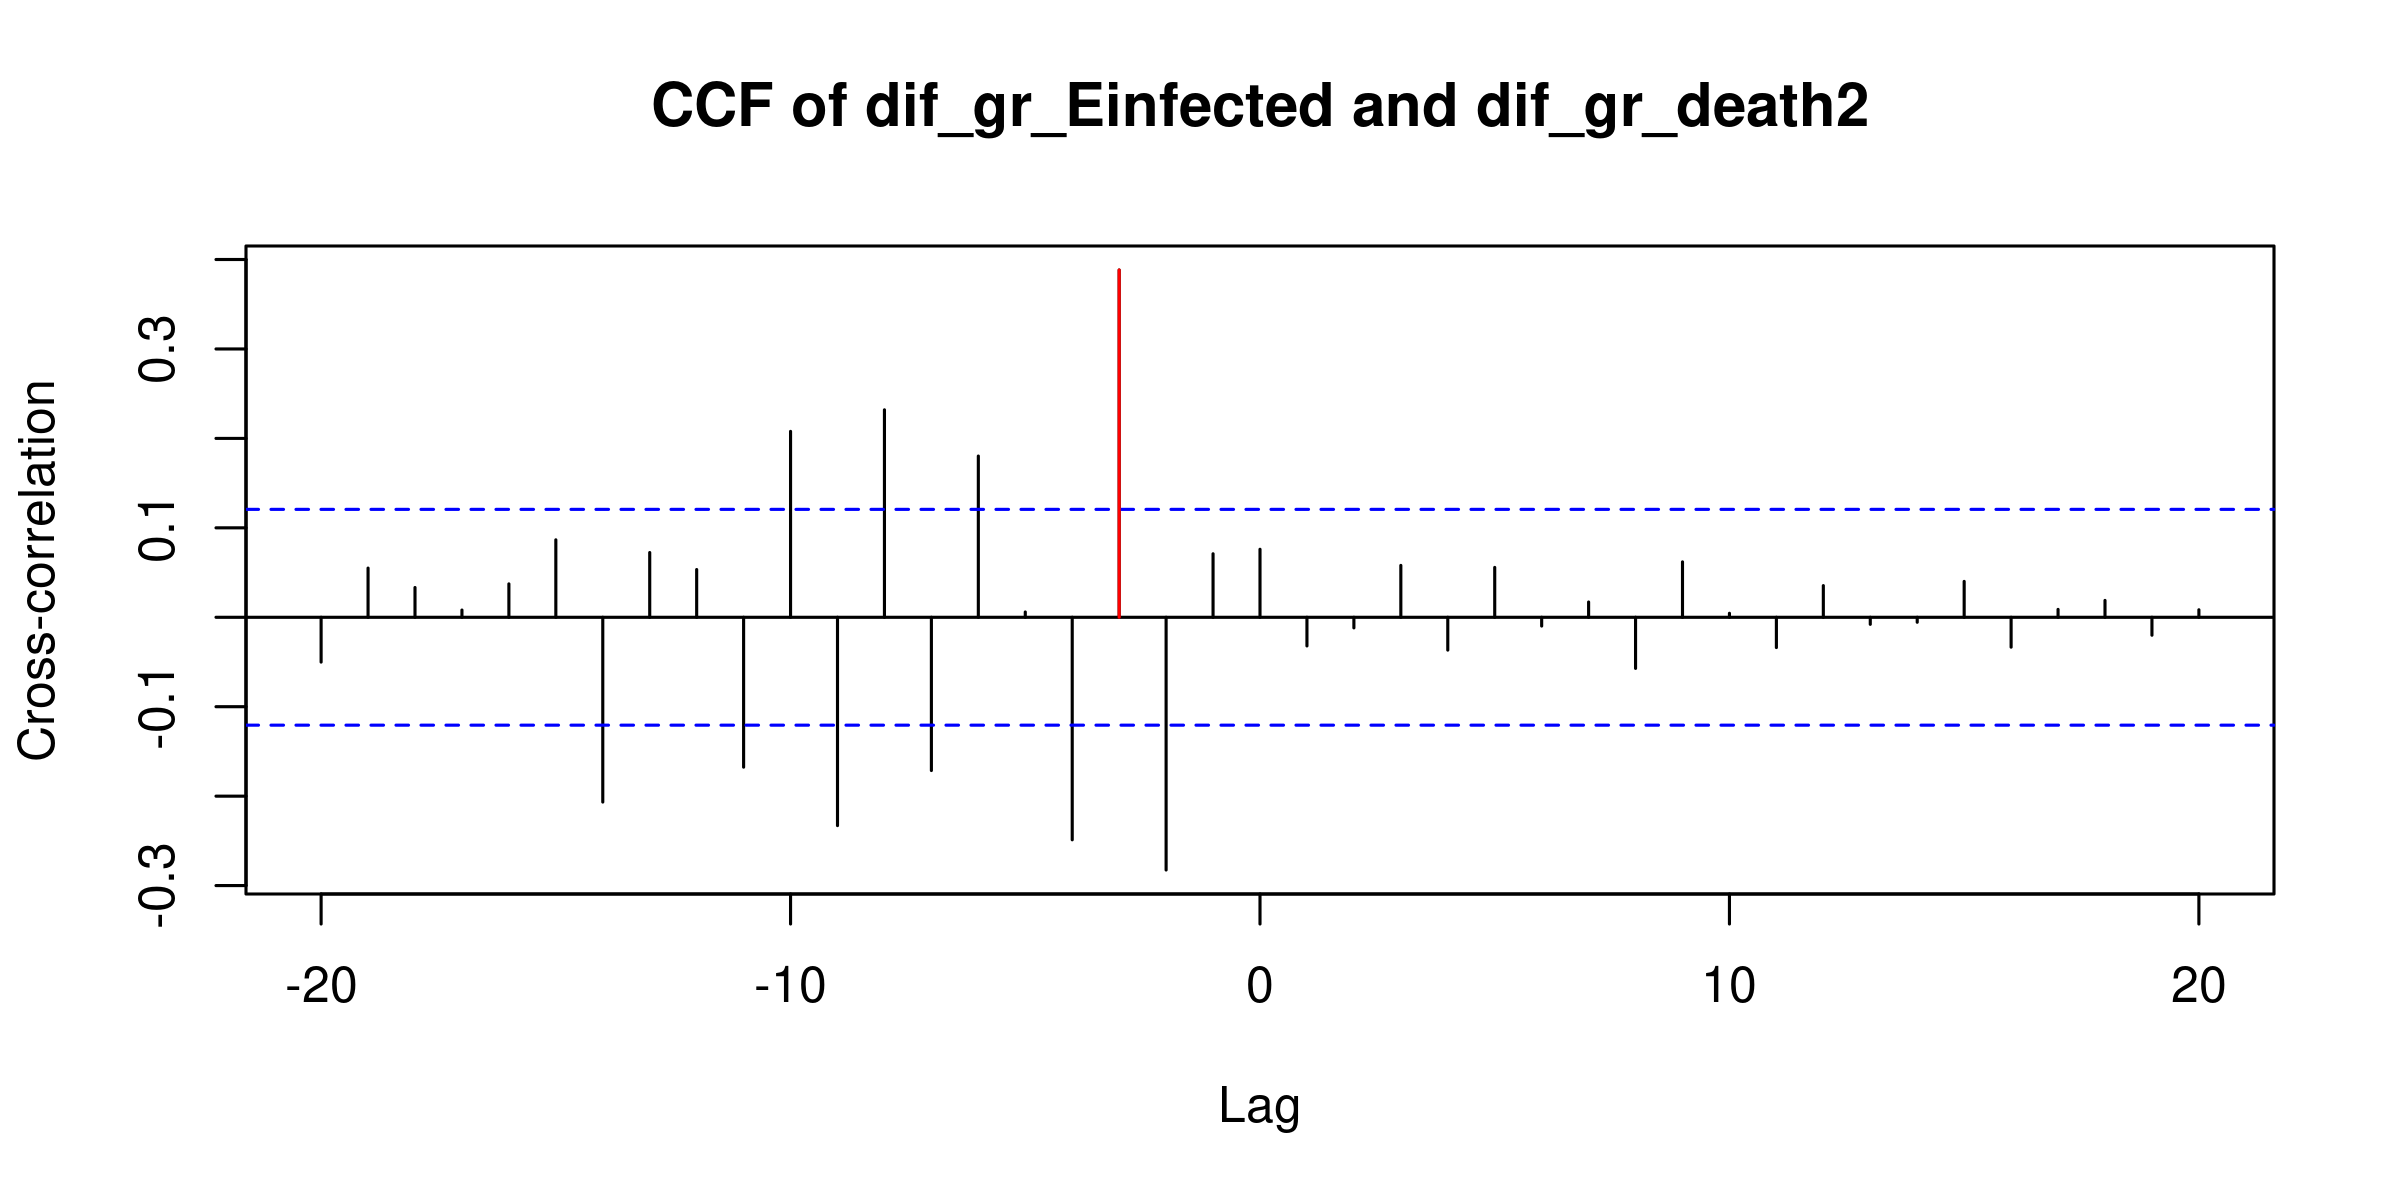 CCF of dif_gr_Einfected and dif_gr_death2
Cross-correlation
0.3
0.1
-0.1
-0.3
-20 -10 0 10 20
Lag